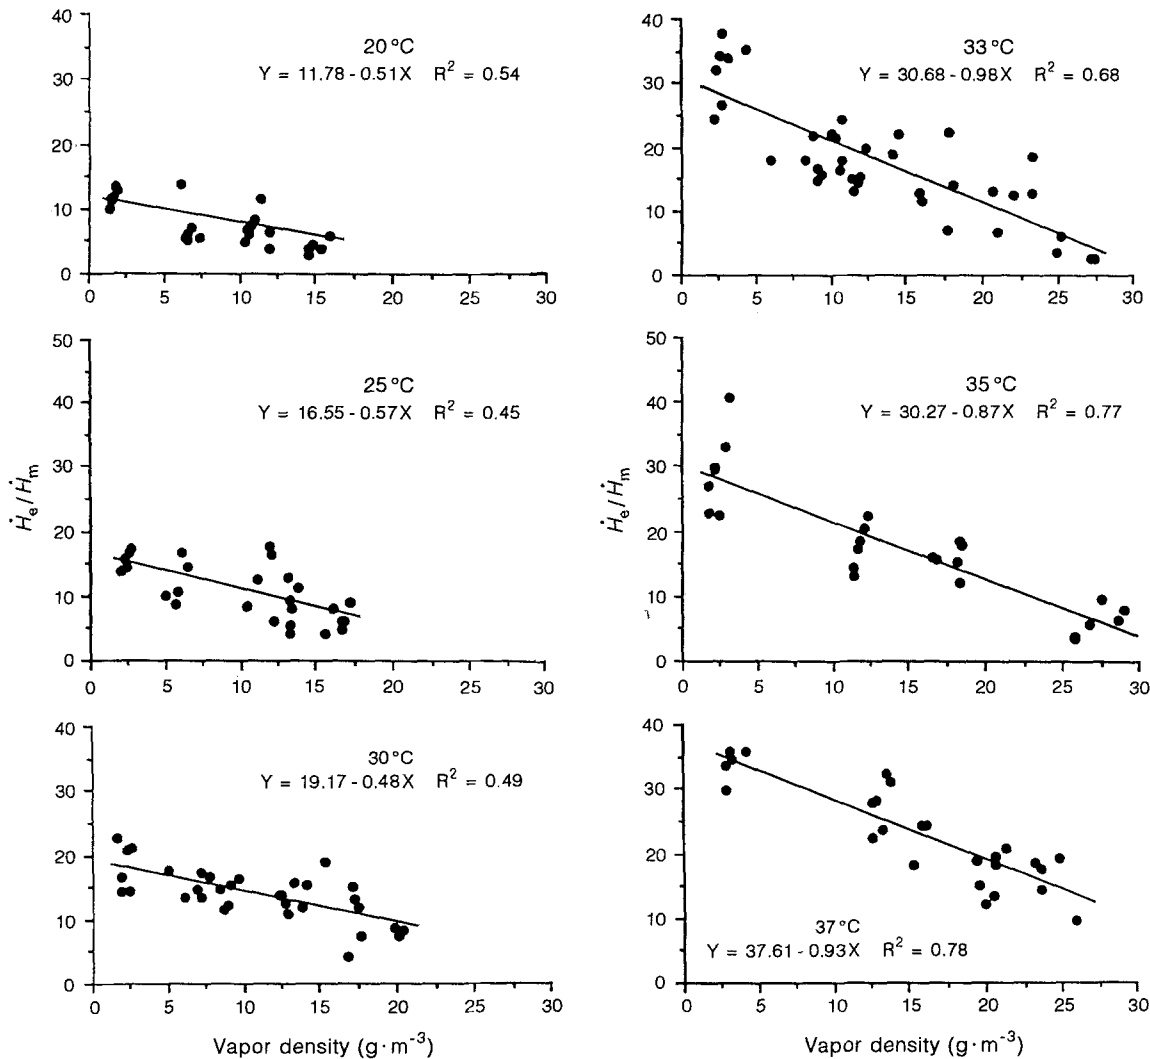 40
30
20
10
0
20 °C
Y = 11.78 - 0.51X R² = 0.54
0 5 10 15 20 25 30
40
30
20
10
0
33 °C
Y = 30.68 - 0.98X R² = 0.68
0 5 10 15 20 25 30
50
40
30
20
10
0
25 °C
Y = 16.55 - 0.57X R² = 0.45
0 5 10 15 20 25 30
Ḣe / Ḣm
50
40
30
20
10
0
35 °C
Y = 30.27 - 0.87X R² = 0.77
0 5 10 15 20 25 30
Ḣe / Ḣm
40
30
20
10
0
30 °C
Y = 19.17 - 0.48X R² = 0.49
0 5 10 15 20 25 30
Vapor density (g · m⁻³)
40
30
20
10
0
37 °C
Y = 37.61 - 0.93X R² = 0.78
0 5 10 15 20 25 30
Vapor density (g · m⁻³)